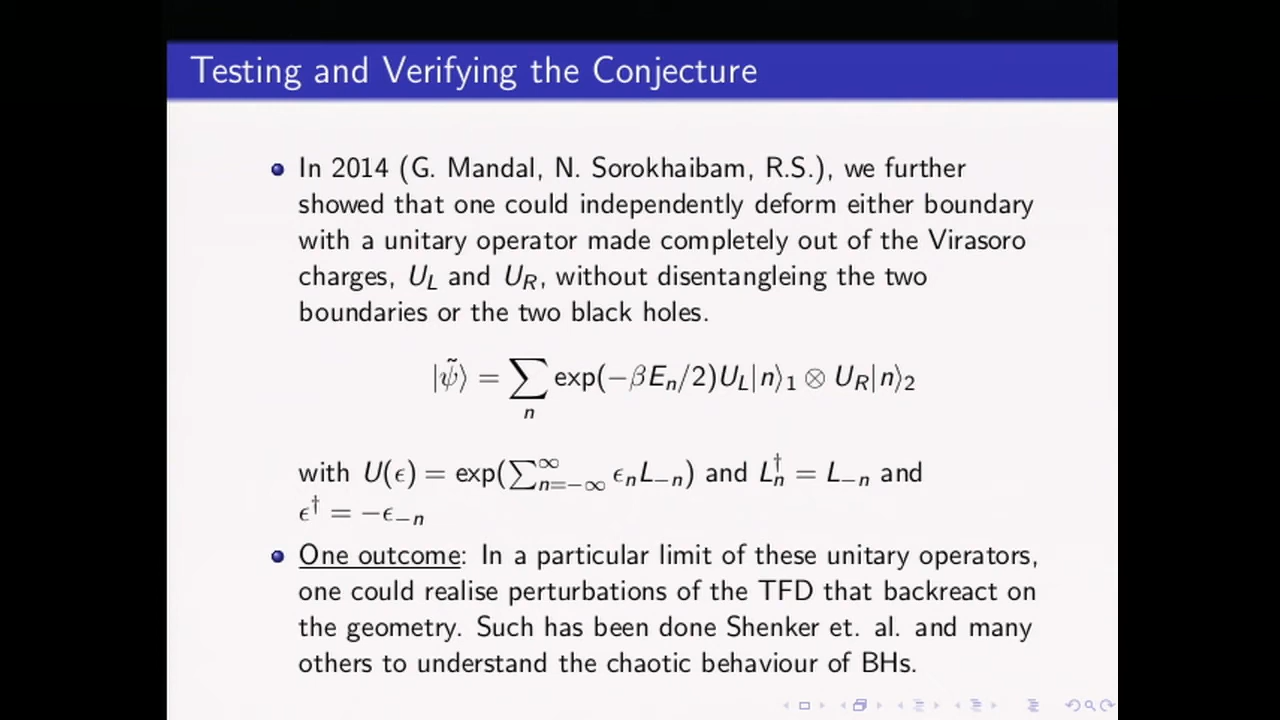 Testing and Verifying the Conjecture
In 2014 (G. Mandal, N. Sorokhaibam, R.S.), we further
showed that one could independently deform either boundary
with a unitary operator made completely out of the Virasoro
charges, U_L and U_R, without disentangleing the two
boundaries or the two black holes.
|ψ̃⟩ = ∑_n exp(−βE_n/2)U_L|n⟩₁ ⊗ U_R|n⟩₂
with U(ϵ) = exp(∑_{n=−∞}^{∞} ϵ_n L_{−n}) and L_n^† = L_{−n} and
ϵ^† = −ϵ_{−n}
One outcome: In a particular limit of these unitary operators,
one could realise perturbations of the TFD that backreact on
the geometry. Such has been done Shenker et. al. and many
others to understand the chaotic behaviour of BHs.